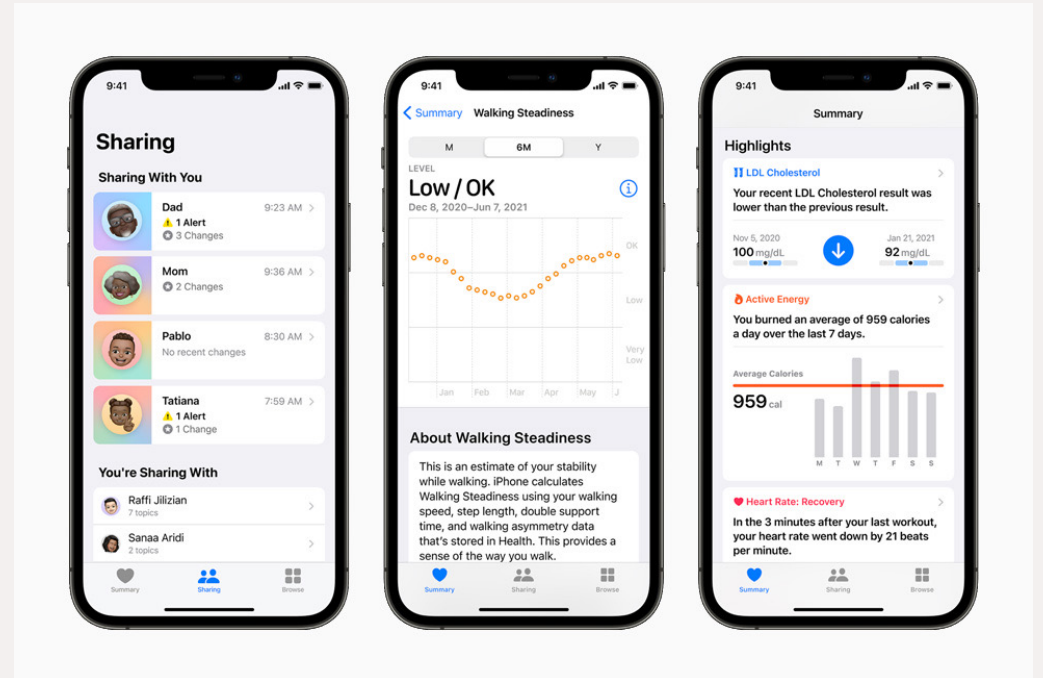 9:41
Sharing
Sharing With You
Dad
9:23 AM
1 Alert
3 Changes
Mom
9:36 AM
2 Changes
Pablo
8:30 AM
No recent changes
Tatiana
7:59 AM
1 Alert
1 Change
You're Sharing With
Raffi Jilizian
7 topics
Sanaa Aridi
2 topics
Summary
Sharing
Browse
9:41
Summary
Walking Steadiness
M
6M
Y
LEVEL
Low / OK
Dec 8, 2020–Jun 7, 2021
OK
Low
Very
Low
Jan
Feb
Mar
Apr
May
J
About Walking Steadiness
This is an estimate of your stability
while walking. iPhone calculates
Walking Steadiness using your walking
speed, step length, double support
time, and walking asymmetry data
that's stored in Health. This provides a
sense of the way you walk.
Summary
Sharing
Browse
9:41
Summary
Highlights
LDL Cholesterol
Your recent LDL Cholesterol result was
lower than the previous result.
Nov 5, 2020
100 mg/dL
Jan 21, 2021
92 mg/dL
Active Energy
You burned an average of 959 calories
a day over the last 7 days.
Average Calories
959 cal
M T W T F S S
Heart Rate: Recovery
In the 3 minutes after your last workout,
your heart rate went down by 21 beats
per minute.
Summary
Sharing
Browse